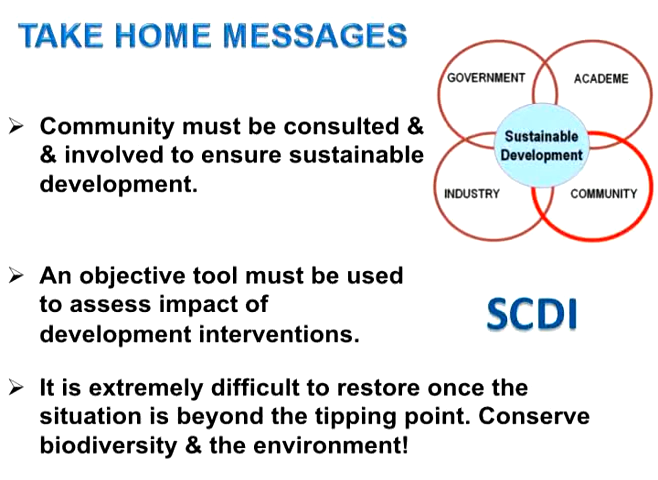 TAKE HOME MESSAGES
GOVERNMENT
ACADEME
Sustainable
Development
INDUSTRY
COMMUNITY
➢ Community must be consulted &
& involved to ensure sustainable
development.
➢ An objective tool must be used
to assess impact of
development interventions.
SCDI
➢ It is extremely difficult to restore once the
situation is beyond the tipping point. Conserve
biodiversity & the environment!